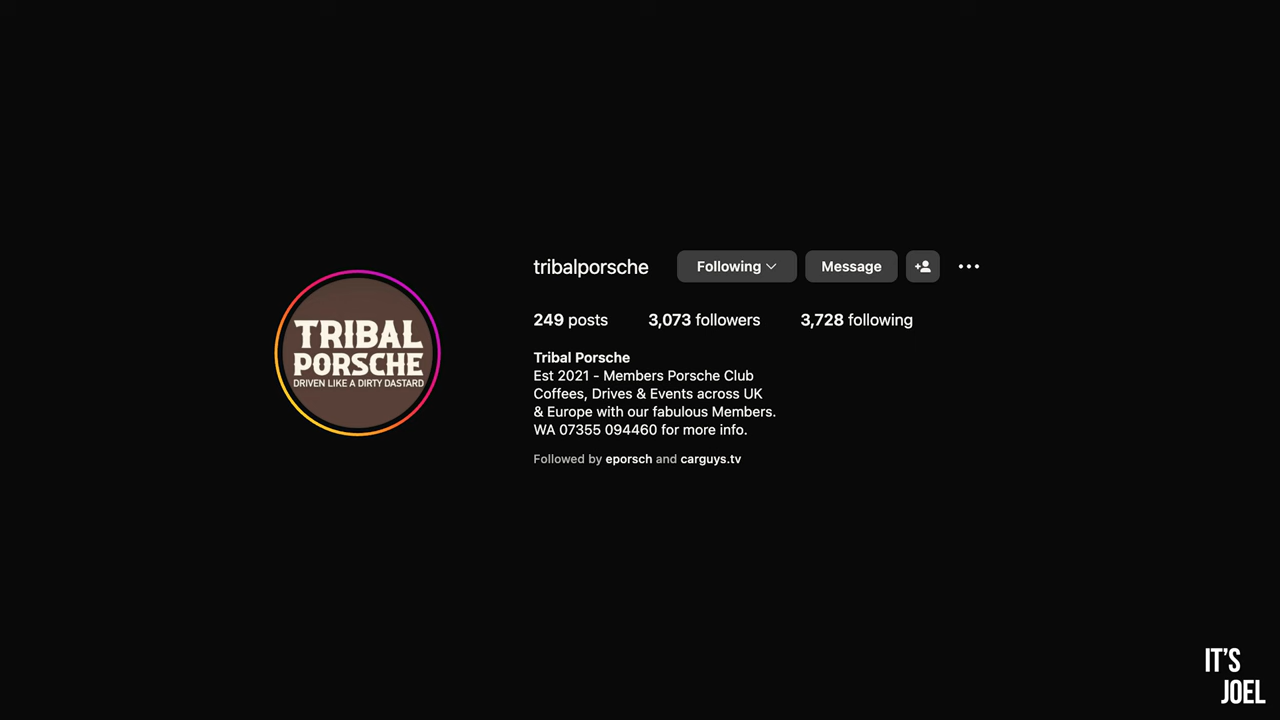 tribalporsche Following Message
249 posts 3,073 followers 3,728 following
TRIBAL
PORSCHE
DRIVEN LIKE A DIRTY DASTARD
Tribal Porsche
Est 2021 - Members Porsche Club
Coffees, Drives & Events across UK
& Europe with our fabulous Members.
WA 07355 094460 for more info.
Followed by eporsch and carguys.tv
IT'S
JOEL